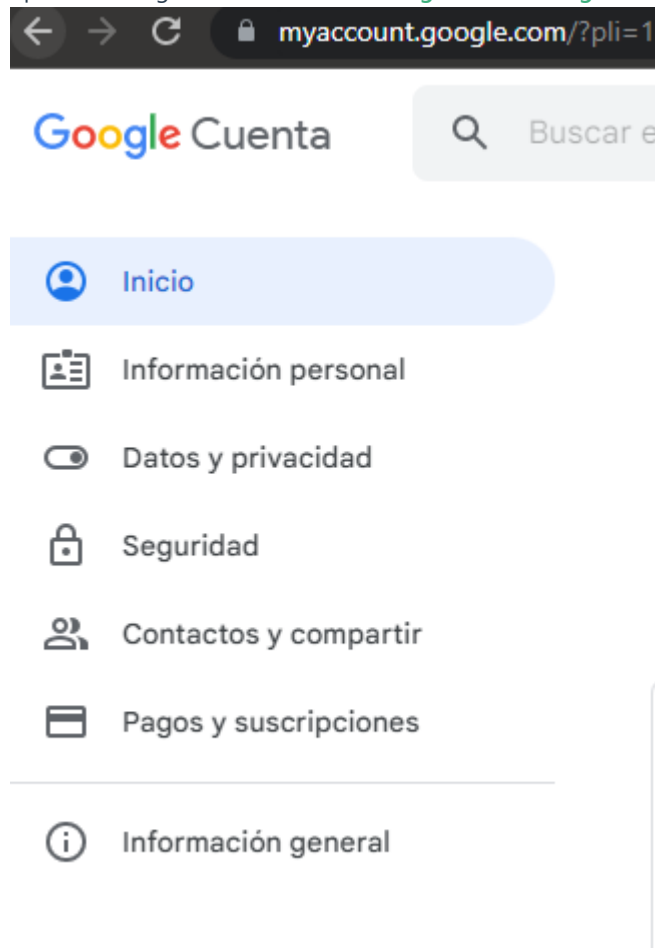 myaccount.google.com/?pli=1
Google Cuenta
Buscar e
Inicio
Información personal
Datos y privacidad
Seguridad
Contactos y compartir
Pagos y suscripciones
Información general